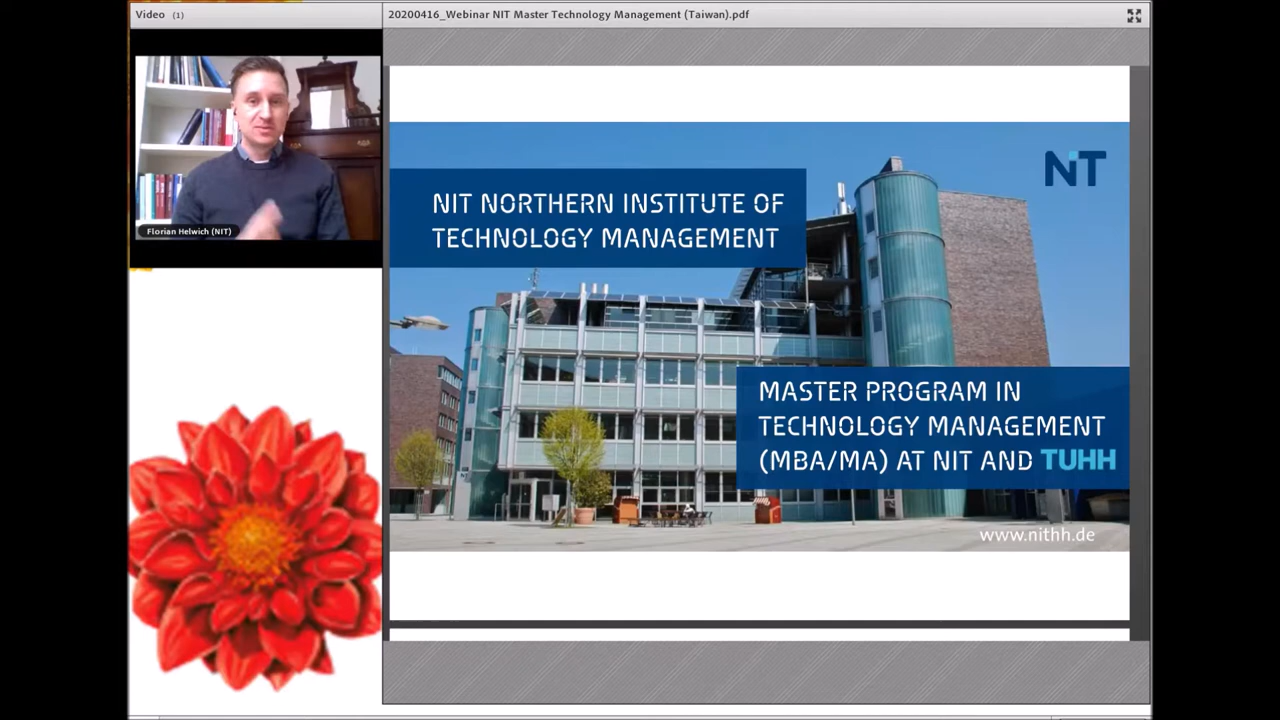 Video (1)
20200416_Webinar NIT Master Technology Management (Taiwan).pdf
Florian Helwich (NIT)
NIT
NIT NORTHERN INSTITUTE OF
TECHNOLOGY MANAGEMENT
MASTER PROGRAM IN
TECHNOLOGY MANAGEMENT
(MBA/MA) AT NIT AND TUHH
www.nithh.de